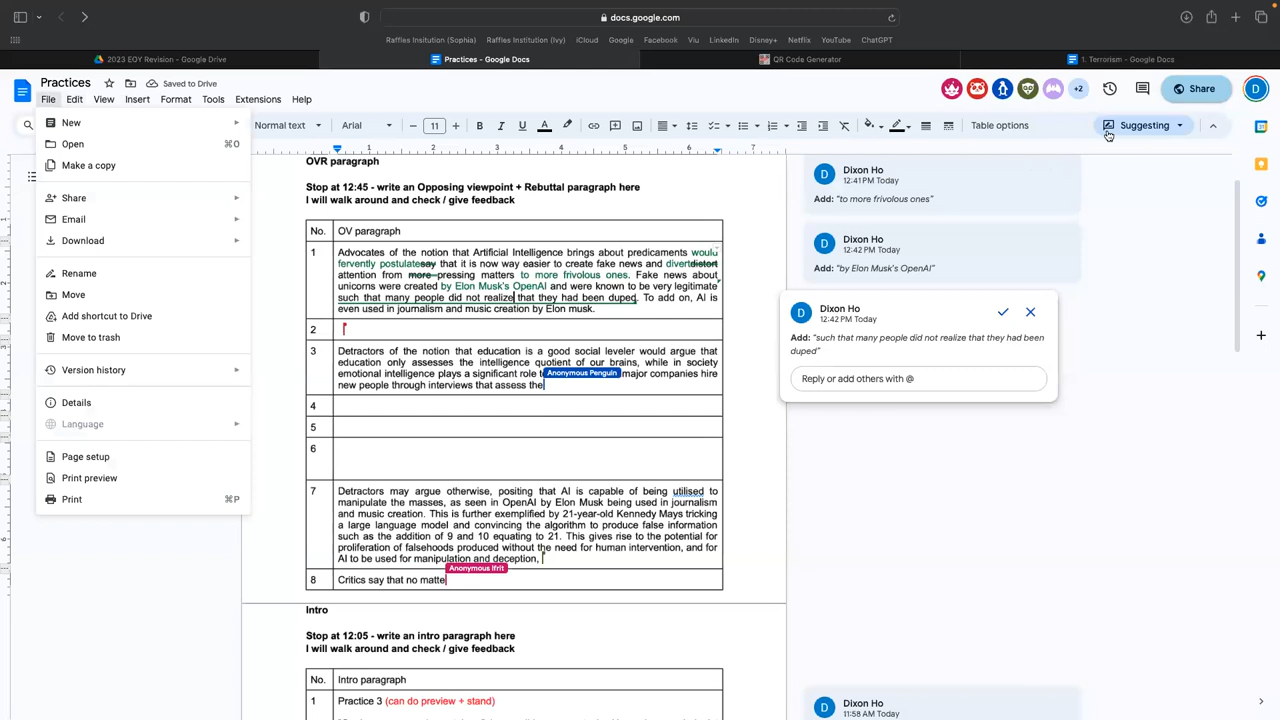 docs.google.com
Raffles Insitution (Sophia)
Raffles Insitution (Ivy)
iCloud
Google
Facebook
Viu
LinkedIn
Disney+
Netflix
YouTube
ChatGPT
2023 EOY Revision - Google Drive
Practices - Google Docs
QR Code Generator
1. Terrorism - Google Docs
Practices
Saved to Drive
File
Edit
View
Insert
Format
Tools
Extensions
Help
+2
Share
D
Normal text
Arial
11
Table options
Suggesting
New
Open
⌘O
Make a copy
Share
Email
Download
Rename
Move
Add shortcut to Drive
Move to trash
Version history
Details
Language
Page setup
Print preview
Print
⌘P
1 2 3 4 5 6 7
OVR paragraph
Stop at 12:45 - write an Opposing viewpoint + Rebuttal paragraph here
I will walk around and check / give feedback
No.
OV paragraph
1
Advocates of the notion that Artificial Intelligence brings about predicaments would
fervently postulatesay that it is now way easier to create fake news and divertdistort
attention from more pressing matters to more frivolous ones. Fake news about
unicorns were created by Elon Musk's OpenAI and were known to be very legitimate
such that many people did not realize that they had been duped. To add on, AI is
even used in journalism and music creation by Elon musk.
2
3
Detractors of the notion that education is a good social leveler would argue that
education only assesses the intelligence quotient of our brains, while in society
emotional intelligence plays a significant role major companies hire
Anonymous Penguin
new people through interviews that assess the
4
5
6
7
Detractors may argue otherwise, positing that AI is capable of being utilised to
manipulate the masses, as seen in OpenAI by Elon Musk being used in journalism
and music creation. This is further exemplified by 21-year-old Kennedy Mays tricking
a large language model and convincing the algorithm to produce false information
such as the addition of 9 and 10 equating to 21. This gives rise to the potential for
proliferation of falsehoods produced without the need for human intervention, and for
AI to be used for manipulation and deception,
Anonymous Ifrit
8
Critics say that no matte
Intro
Stop at 12:05 - write an intro paragraph here
I will walk around and check / give feedback
No.
Intro paragraph
1
Practice 3 (can do preview + stand)
D
Dixon Ho
12:41 PM Today
Add: "to more frivolous ones"
D
Dixon Ho
12:42 PM Today
Add: "by Elon Musk's OpenAI"
D
Dixon Ho
12:42 PM Today
Add: "such that many people did not realize that they had been
duped"
Reply or add others with @
D
Dixon Ho
11:58 AM Today